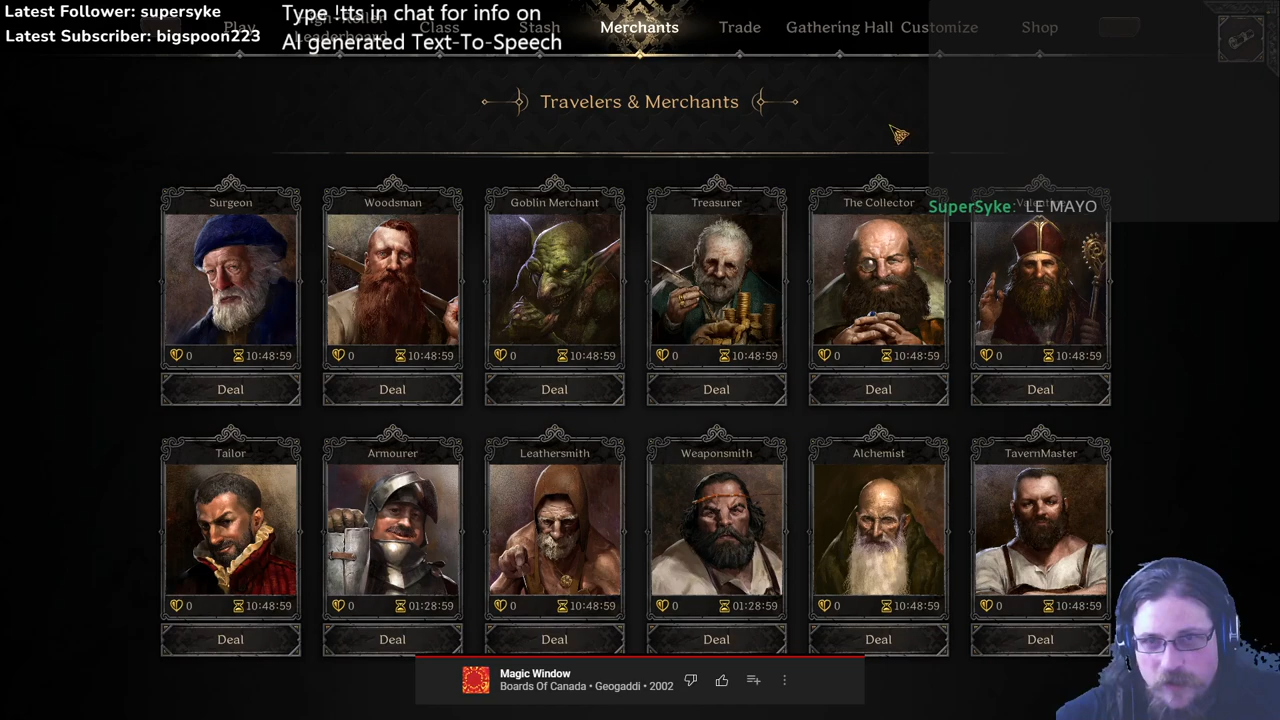 Latest Follower: supersyke
Latest Subscriber: bigspoon223
Type !tts in chat for info on
AI generated Text-To-Speech
Play
Leaderboard
Class
Stash
Merchants
Trade
Gathering Hall
Customize
Shop
Travelers & Merchants
SuperSyke: LE MAYO
Surgeon
Woodsman
Goblin Merchant
Treasurer
The Collector
0 10:48:59
0 10:48:59
0 10:48:59
0 10:48:59
0 10:48:59
0 10:48:59
Deal
Deal
Deal
Deal
Deal
Deal
Tailor
Armourer
Leathersmith
Weaponsmith
Alchemist
TavernMaster
0 10:48:59
0 01:28:59
0 10:48:59
0 01:28:59
0 10:48:59
0 10:48:59
Deal
Deal
Deal
Deal
Deal
Deal
Magic Window
Boards Of Canada • Geogaddi • 2002